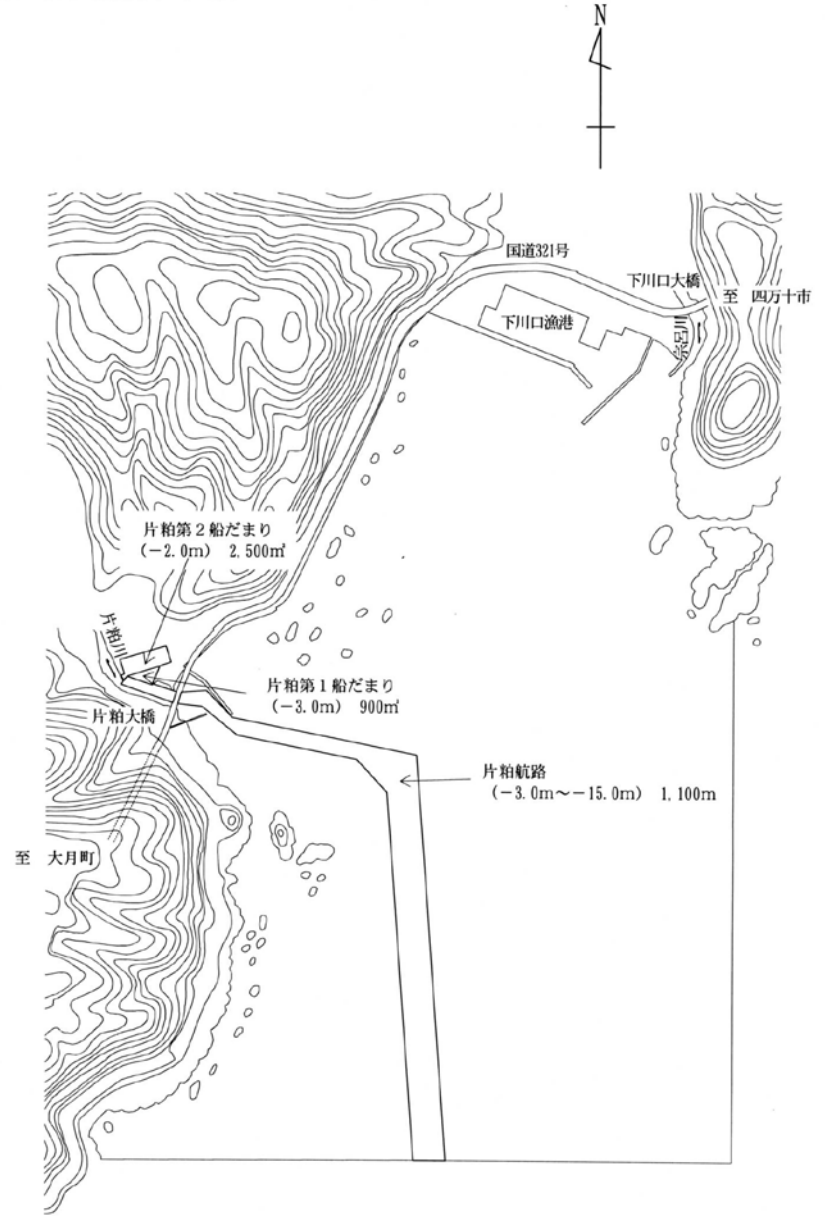 N
国道321号
下川口大橋
至 四万十市
下川口漁港
宗呂川
片粕第2船だまり
(-2.0m) 2,500㎡
片粕川
片粕第1船だまり
(-3.0m) 900㎡
片粕大橋
片粕航路
(-3.0m～-15.0m) 1,100m
至 大月町